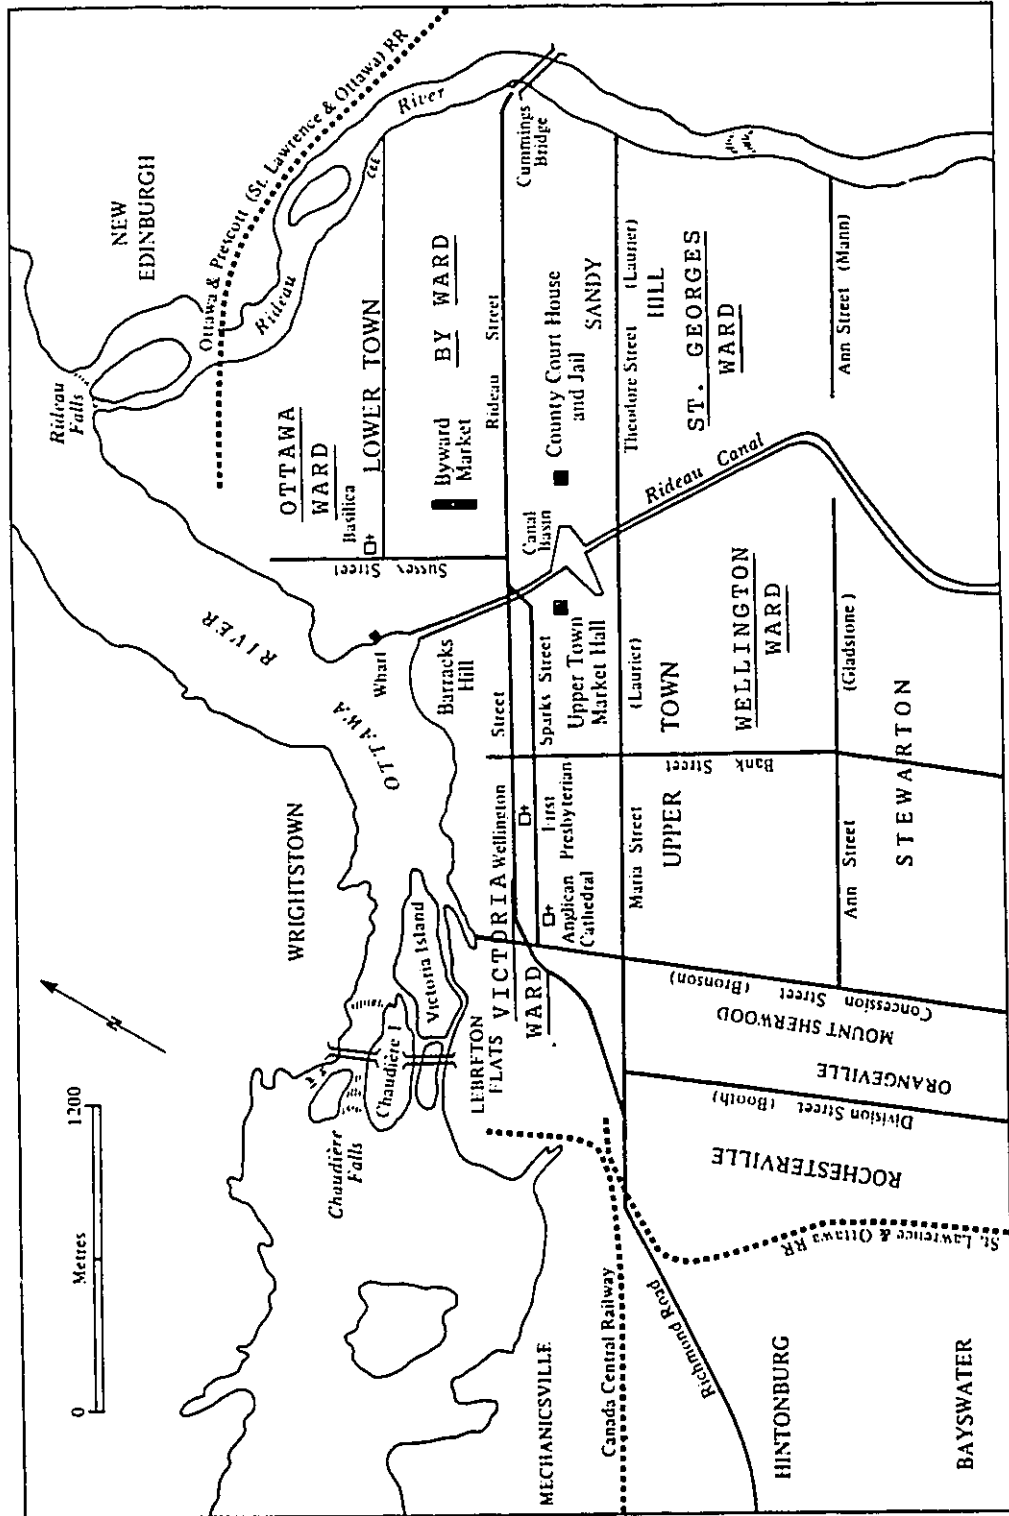 0
1200
Metres
N
Chaudière
Falls
WRIGHTSTOWN
OTTAWA
RIVER
Rideau
Falls
NEW
EDINBURGH
Ottawa & Prescott (St. Lawrence & Ottawa) RR
Rideau
River
Chaudière I
Victoria Island
LEBRETON
FLATS
VICTORIA
WARD
Wharf
Barracks
Hill
OTTAWA
WARD
Basilica
LOWER TOWN
Sussex Street
Byward
Market
BY WARD
Wellington Street
Rideau Street
Cummings
Bridge
Canal
Basin
Sparks Street
First
Presbyterian
Anglican
Cathedral
Upper Town
Market Hall
County Court House
and Jail
SANDY
HILL
Maria Street (Laurier)
Theodore Street (Laurier)
UPPER TOWN
Bank Street
WELLINGTON
WARD
Rideau Canal
ST. GEORGES
WARD
Ann Street (Gladstone)
Ann Street (Mann)
STEWARTON
Concession Street (Bronson)
MOUNT SHERWOOD
ORANGEVILLE
Division Street (Booth)
ROCHESTERVILLE
St. Lawrence & Ottawa RR
MECHANICSVILLE
Canada Central Railway
Richmond Road
HINTONBURG
BAYSWATER